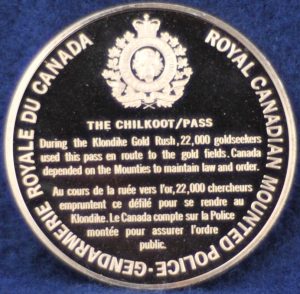 ROYAL CANADIAN MOUNTED POLICE · GENDARMERIE ROYALE DU CANADA
THE CHILKOOT/PASS
During the Klondike Gold Rush, 22,000 goldseekers
used this pass en route to the gold fields. Canada
depended on the Mounties to maintain law and order.
Au cours de la ruée vers l'or, 22,000 chercheurs
empruntent ce défilé pour se rendre au
Klondike. Le Canada compte sur la Police
montée pour assurer l'ordre
public.